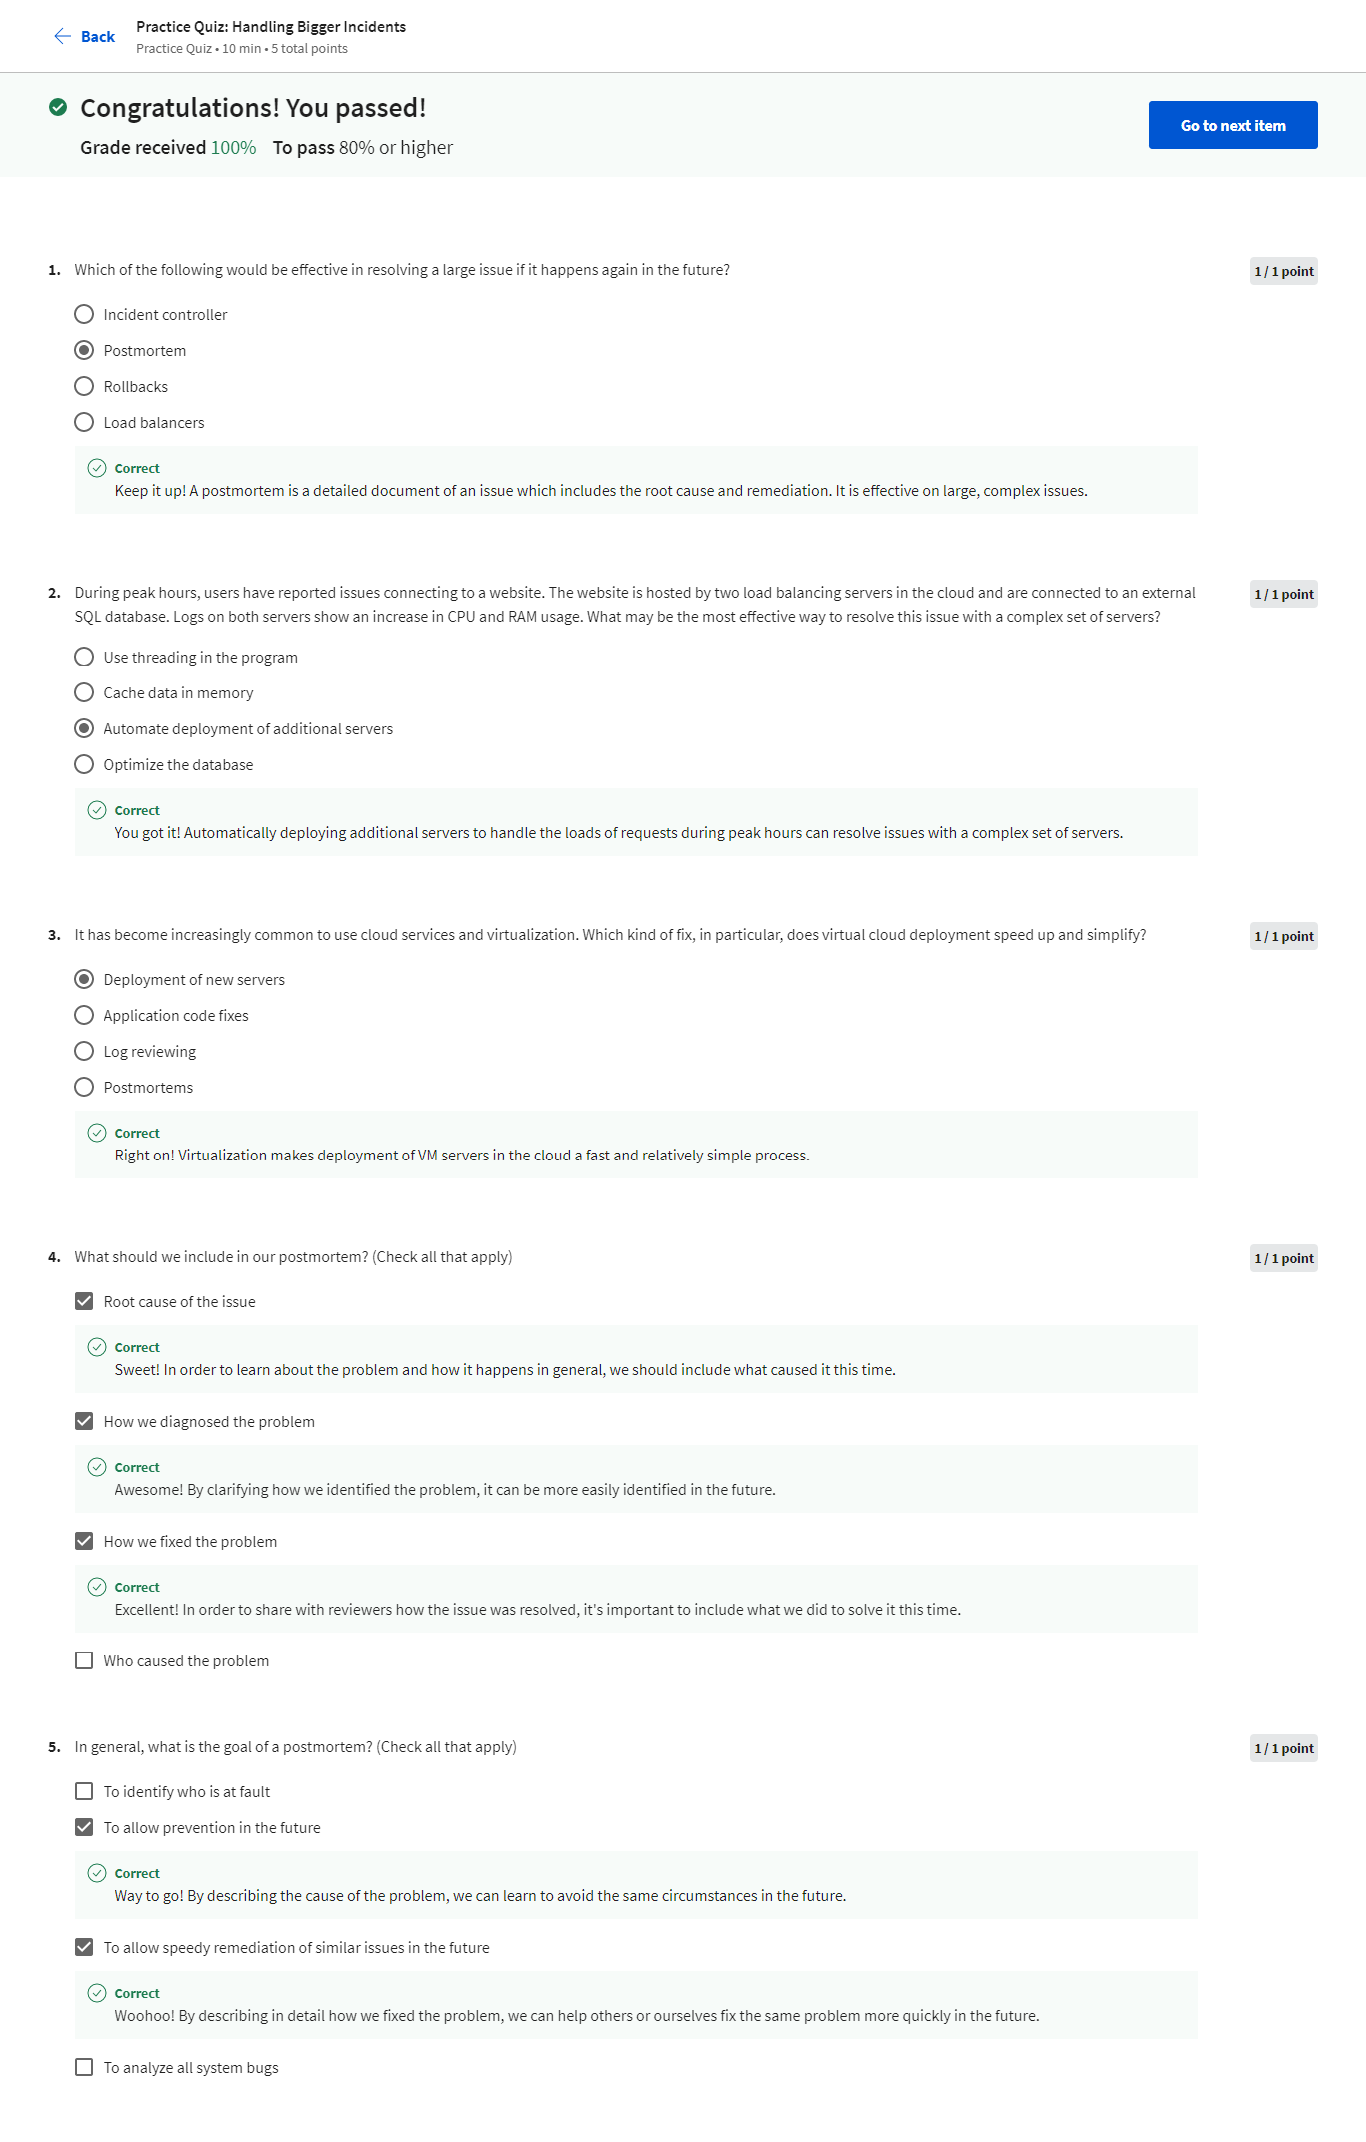 Back
Practice Quiz: Handling Bigger Incidents
Practice Quiz • 10 min • 5 total points
Congratulations! You passed!
Grade received 100% To pass 80% or higher
Go to next item
1. Which of the following would be effective in resolving a large issue if it happens again in the future?
1 / 1 point
Incident controller
Postmortem
Rollbacks
Load balancers
Correct
Keep it up! A postmortem is a detailed document of an issue which includes the root cause and remediation. It is effective on large, complex issues.
2. During peak hours, users have reported issues connecting to a website. The website is hosted by two load balancing servers in the cloud and are connected to an external
SQL database. Logs on both servers show an increase in CPU and RAM usage. What may be the most effective way to resolve this issue with a complex set of servers?
1 / 1 point
Use threading in the program
Cache data in memory
Automate deployment of additional servers
Optimize the database
Correct
You got it! Automatically deploying additional servers to handle the loads of requests during peak hours can resolve issues with a complex set of servers.
3. It has become increasingly common to use cloud services and virtualization. Which kind of fix, in particular, does virtual cloud deployment speed up and simplify?
1 / 1 point
Deployment of new servers
Application code fixes
Log reviewing
Postmortems
Correct
Right on! Virtualization makes deployment of VM servers in the cloud a fast and relatively simple process.
4. What should we include in our postmortem? (Check all that apply)
1 / 1 point
Root cause of the issue
Correct
Sweet! In order to learn about the problem and how it happens in general, we should include what caused it this time.
How we diagnosed the problem
Correct
Awesome! By clarifying how we identified the problem, it can be more easily identified in the future.
How we fixed the problem
Correct
Excellent! In order to share with reviewers how the issue was resolved, it's important to include what we did to solve it this time.
Who caused the problem
5. In general, what is the goal of a postmortem? (Check all that apply)
1 / 1 point
To identify who is at fault
To allow prevention in the future
Correct
Way to go! By describing the cause of the problem, we can learn to avoid the same circumstances in the future.
To allow speedy remediation of similar issues in the future
Correct
Woohoo! By describing in detail how we fixed the problem, we can help others or ourselves fix the same problem more quickly in the future.
To analyze all system bugs